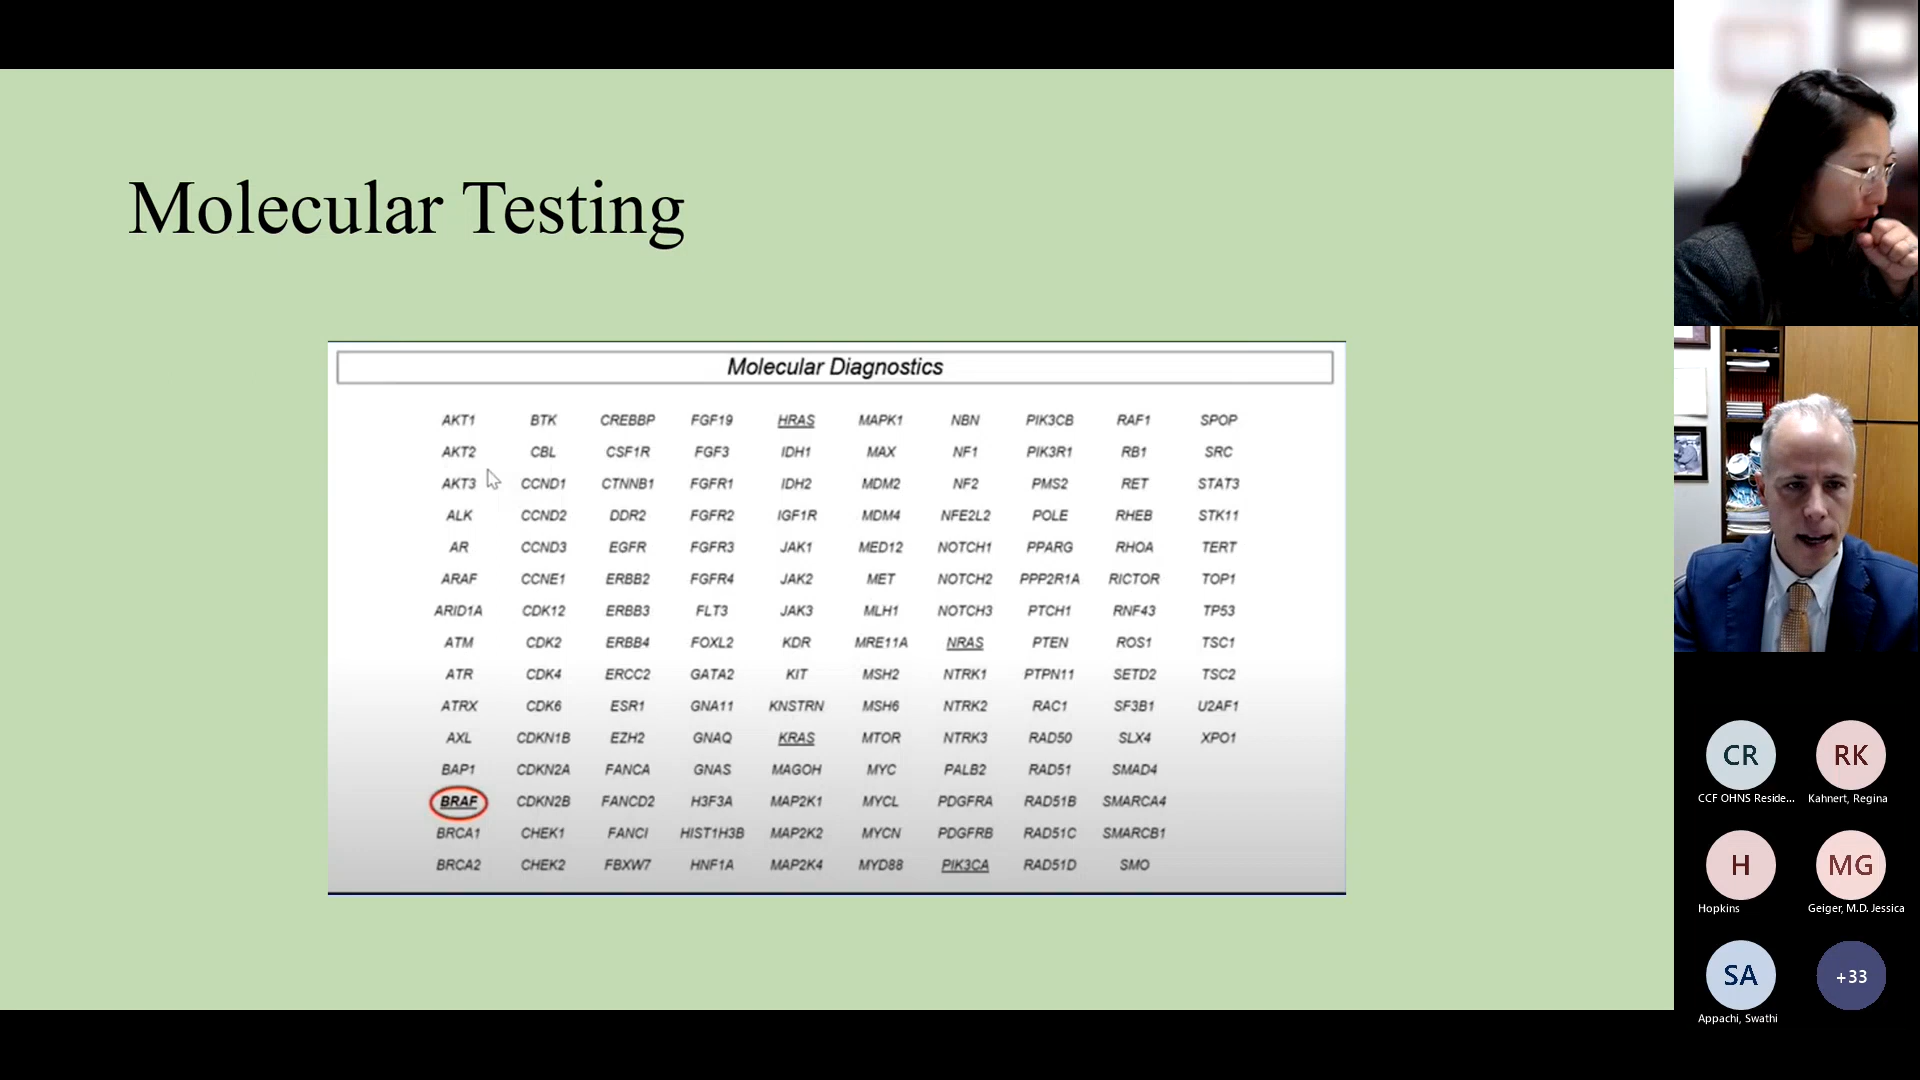 Molecular Testing
Molecular Diagnostics
AKT1 BTK CREBBP FGF19 HRAS MAPK1 NBN PIK3CB RAF1 SPOP
AKT2 CBL CSF1R FGF3 IDH1 MAX NF1 PIK3R1 RB1 SRC
AKT3 CCND1 CTNNB1 FGFR1 IDH2 MDM2 NF2 PMS2 RET STAT3
ALK CCND2 DDR2 FGFR2 IGF1R MDM4 NFE2L2 POLE RHEB STK11
AR CCND3 EGFR FGFR3 JAK1 MED12 NOTCH1 PPARG RHOA TERT
ARAF CCNE1 ERBB2 FGFR4 JAK2 MET NOTCH2 PPP2R1A RICTOR TOP1
ARID1A CDK12 ERBB3 FLT3 JAK3 MLH1 NOTCH3 PTCH1 RNF43 TP53
ATM CDK2 ERBB4 FOXL2 KDR MRE11A NRAS PTEN ROS1 TSC1
ATR CDK4 ERCC2 GATA2 KIT MSH2 NTRK1 PTPN11 SETD2 TSC2
ATRX CDK6 ESR1 GNA11 KNSTRN MSH6 NTRK2 RAC1 SF3B1 U2AF1
AXL CDKN1B EZH2 GNAQ KRAS MTOR NTRK3 RAD50 SLX4 XPO1
BAP1 CDKN2A FANCA GNAS MAGOH MYC PALB2 RAD51 SMAD4
BRAF CDKN2B FANCD2 H3F3A MAP2K1 MYCL PDGFRA RAD51B SMARCA4
BRCA1 CHEK1 FANCI HIST1H3B MAP2K2 MYCN PDGFRB RAD51C SMARCB1
BRCA2 CHEK2 FBXW7 HNF1A MAP2K4 MYD88 PIK3CA RAD51D SMO
CR RK
CCF OHNS Reside... Kahnert, Regina
H MG
Hopkins Geiger, M.D. Jessica
SA +33
Appachi, Swathi